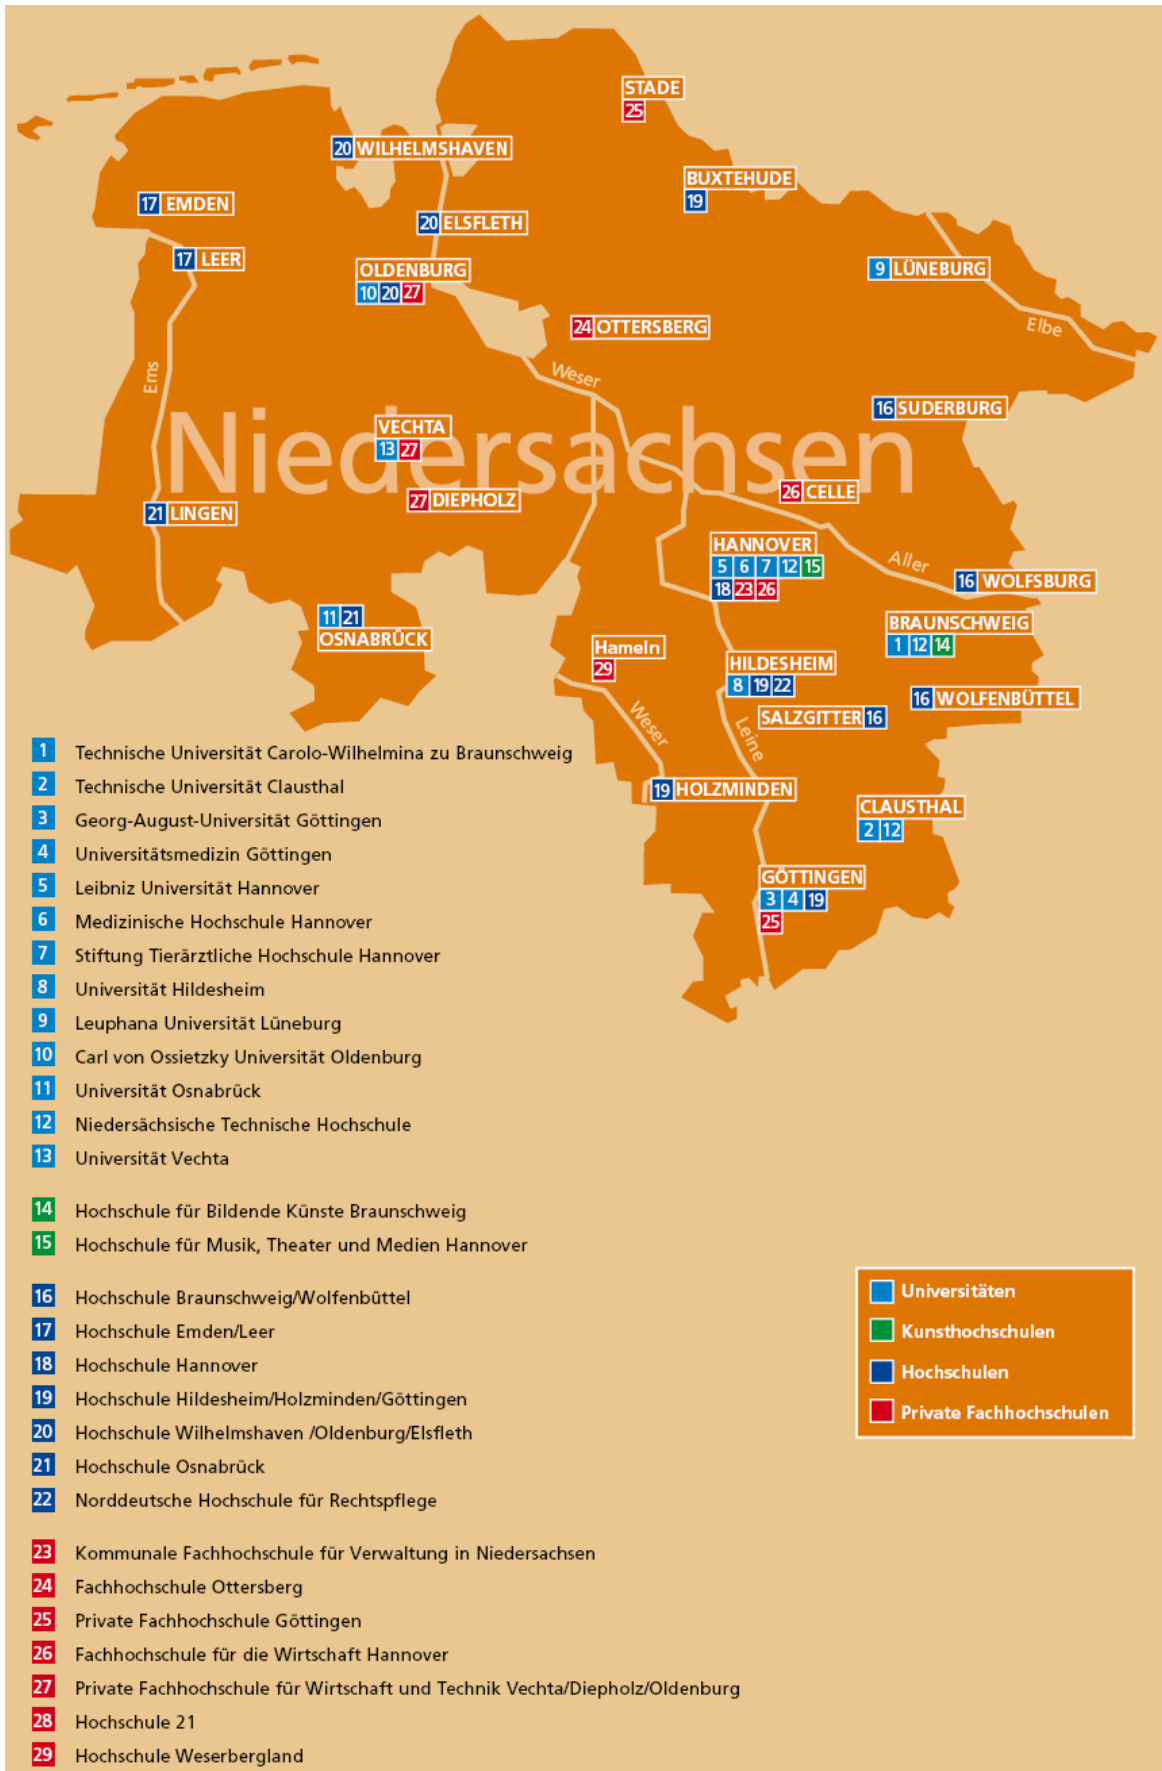 STADE
25
20 WILHELMSHAVEN
BUXTEHUDE
19
17 EMDEN
20 ELSFLETH
17 LEER
OLDENBURG
10 20 27
9 LÜNEBURG
24 OTTERSBERG
Elbe
Ems
Weser
16 SUDERBURG
VECHTA
13 27
Niedersachsen
27 DIEPHOLZ
26 CELLE
21 LINGEN
HANNOVER
5 6 7 12 15
18 23 26
Aller
16 WOLFSBURG
11 21
OSNABRÜCK
BRAUNSCHWEIG
1 12 14
Hameln
29
HILDESHEIM
8 19 22
16 WOLFENBÜTTEL
SALZGITTER 16
Weser
Leine
19 HOLZMINDEN
CLAUSTHAL
2 12
GÖTTINGEN
3 4 19
25
1 Technische Universität Carolo-Wilhelmina zu Braunschweig
2 Technische Universität Clausthal
3 Georg-August-Universität Göttingen
4 Universitätsmedizin Göttingen
5 Leibniz Universität Hannover
6 Medizinische Hochschule Hannover
7 Stiftung Tierärztliche Hochschule Hannover
8 Universität Hildesheim
9 Leuphana Universität Lüneburg
10 Carl von Ossietzky Universität Oldenburg
11 Universität Osnabrück
12 Niedersächsische Technische Hochschule
13 Universität Vechta
14 Hochschule für Bildende Künste Braunschweig
15 Hochschule für Musik, Theater und Medien Hannover
16 Hochschule Braunschweig/Wolfenbüttel
17 Hochschule Emden/Leer
18 Hochschule Hannover
19 Hochschule Hildesheim/Holzminden/Göttingen
20 Hochschule Wilhelmshaven /Oldenburg/Elsfleth
21 Hochschule Osnabrück
22 Norddeutsche Hochschule für Rechtspflege
23 Kommunale Fachhochschule für Verwaltung in Niedersachsen
24 Fachhochschule Ottersberg
25 Private Fachhochschule Göttingen
26 Fachhochschule für die Wirtschaft Hannover
27 Private Fachhochschule für Wirtschaft und Technik Vechta/Diepholz/Oldenburg
28 Hochschule 21
29 Hochschule Weserbergland
Universitäten
Kunsthochschulen
Hochschulen
Private Fachhochschulen